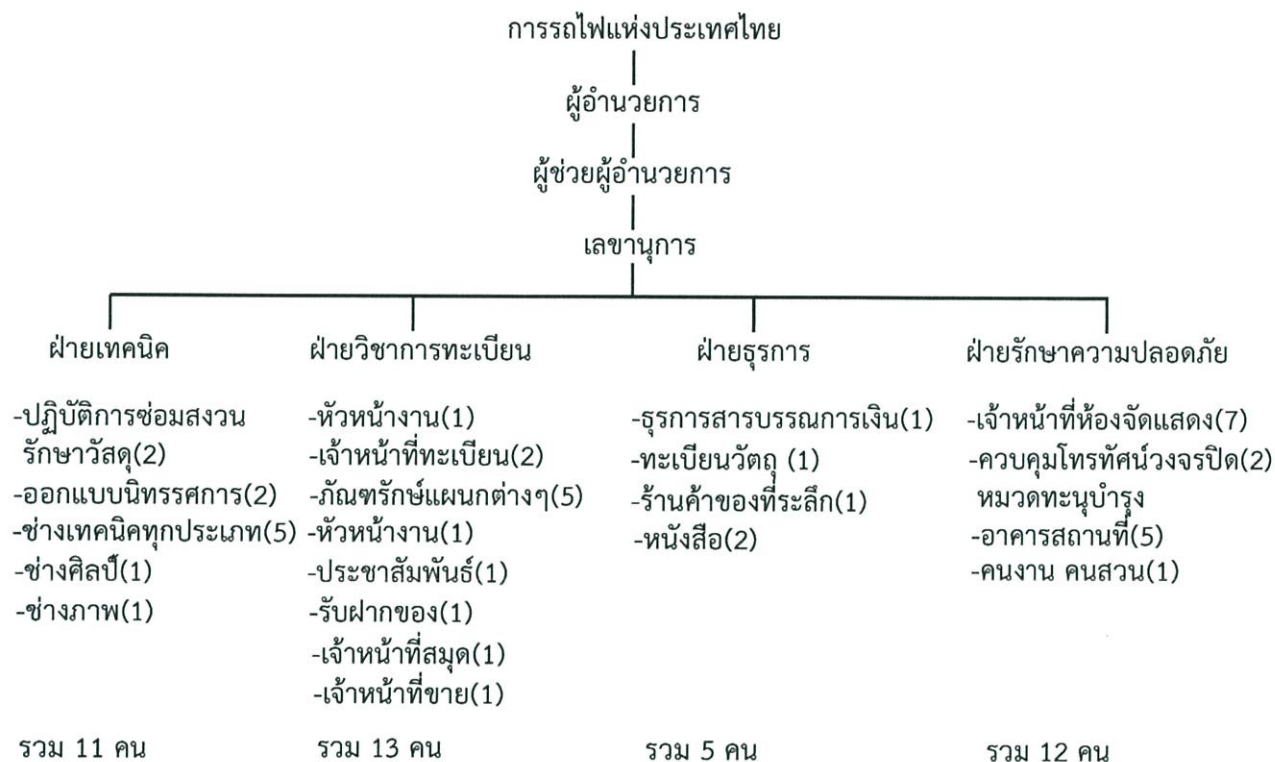 การรถไฟแห่งประเทศไทย
ผู้อำนวยการ
ผู้ช่วยผู้อำนวยการ
เลขานุการ
ฝ่ายเทคนิค
-ปฏิบัติการซ่อมสงวน
รักษาวัสดุ(2)
-ออกแบบนิทรรศการ(2)
-ช่างเทคนิคทุกประเภท(5)
-ช่างศิลป์(1)
-ช่างภาพ(1)
รวม 11 คน
ฝ่ายวิชาการทะเบียน
-หัวหน้างาน(1)
-เจ้าหน้าที่ทะเบียน(2)
-ภัณฑรักษ์แผนกต่างๆ(5)
-หัวหน้างาน(1)
-ประชาสัมพันธ์(1)
-รับฝากของ(1)
-เจ้าหน้าที่สมุด(1)
-เจ้าหน้าที่ขาย(1)
รวม 13 คน
ฝ่ายธุรการ
-ธุรการสารบรรณการเงิน(1)
-ทะเบียนวัตถุ (1)
-ร้านค้าของที่ระลึก(1)
-หนังสือ(2)
รวม 5 คน
ฝ่ายรักษาความปลอดภัย
-เจ้าหน้าที่ห้องจัดแสดง(7)
-ควบคุมโทรทัศน์วงจรปิด(2)
หมวดทะนุบำรุง
-อาคารสถานที่(5)
-คนงาน คนสวน(1)
รวม 12 คน